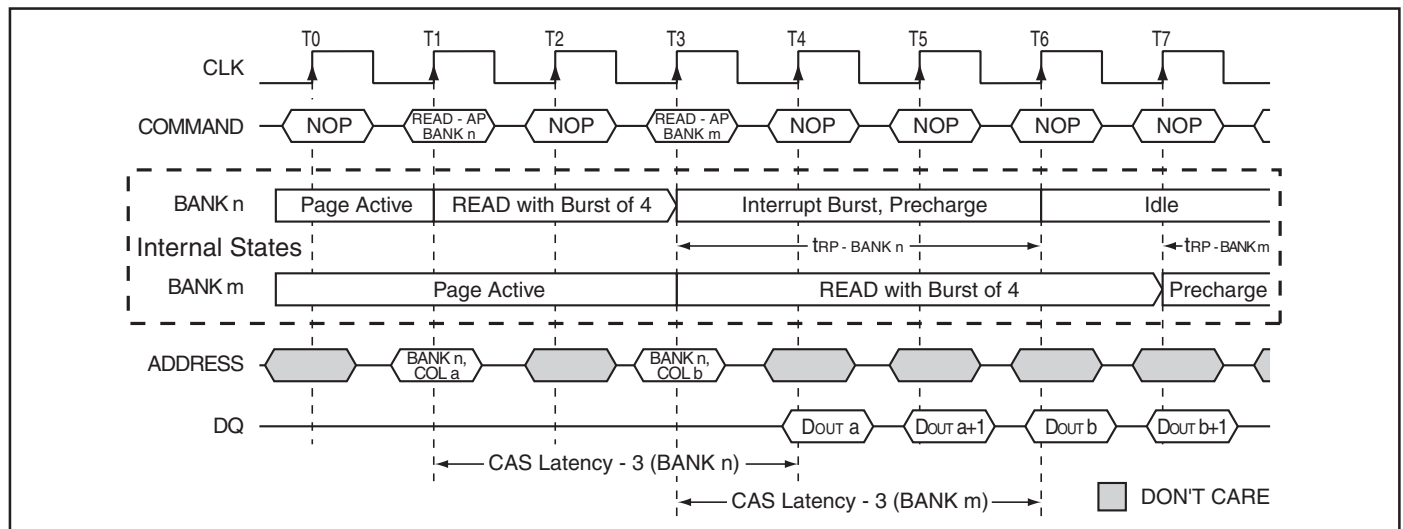 T0 T1 T2 T3 T4 T5 T6 T7
CLK
COMMAND NOP READ - AP BANK n NOP READ - AP BANK m NOP NOP NOP NOP
BANK n Page Active READ with Burst of 4 Interrupt Burst, Precharge Idle
Internal States tRP - BANK n tRP - BANK m
BANK m Page Active READ with Burst of 4 Precharge
ADDRESS BANK n, COL a BANK n, COL b
DQ DOUT a DOUT a+1 DOUT b DOUT b+1
CAS Latency - 3 (BANK n)
CAS Latency - 3 (BANK m)
DON'T CARE